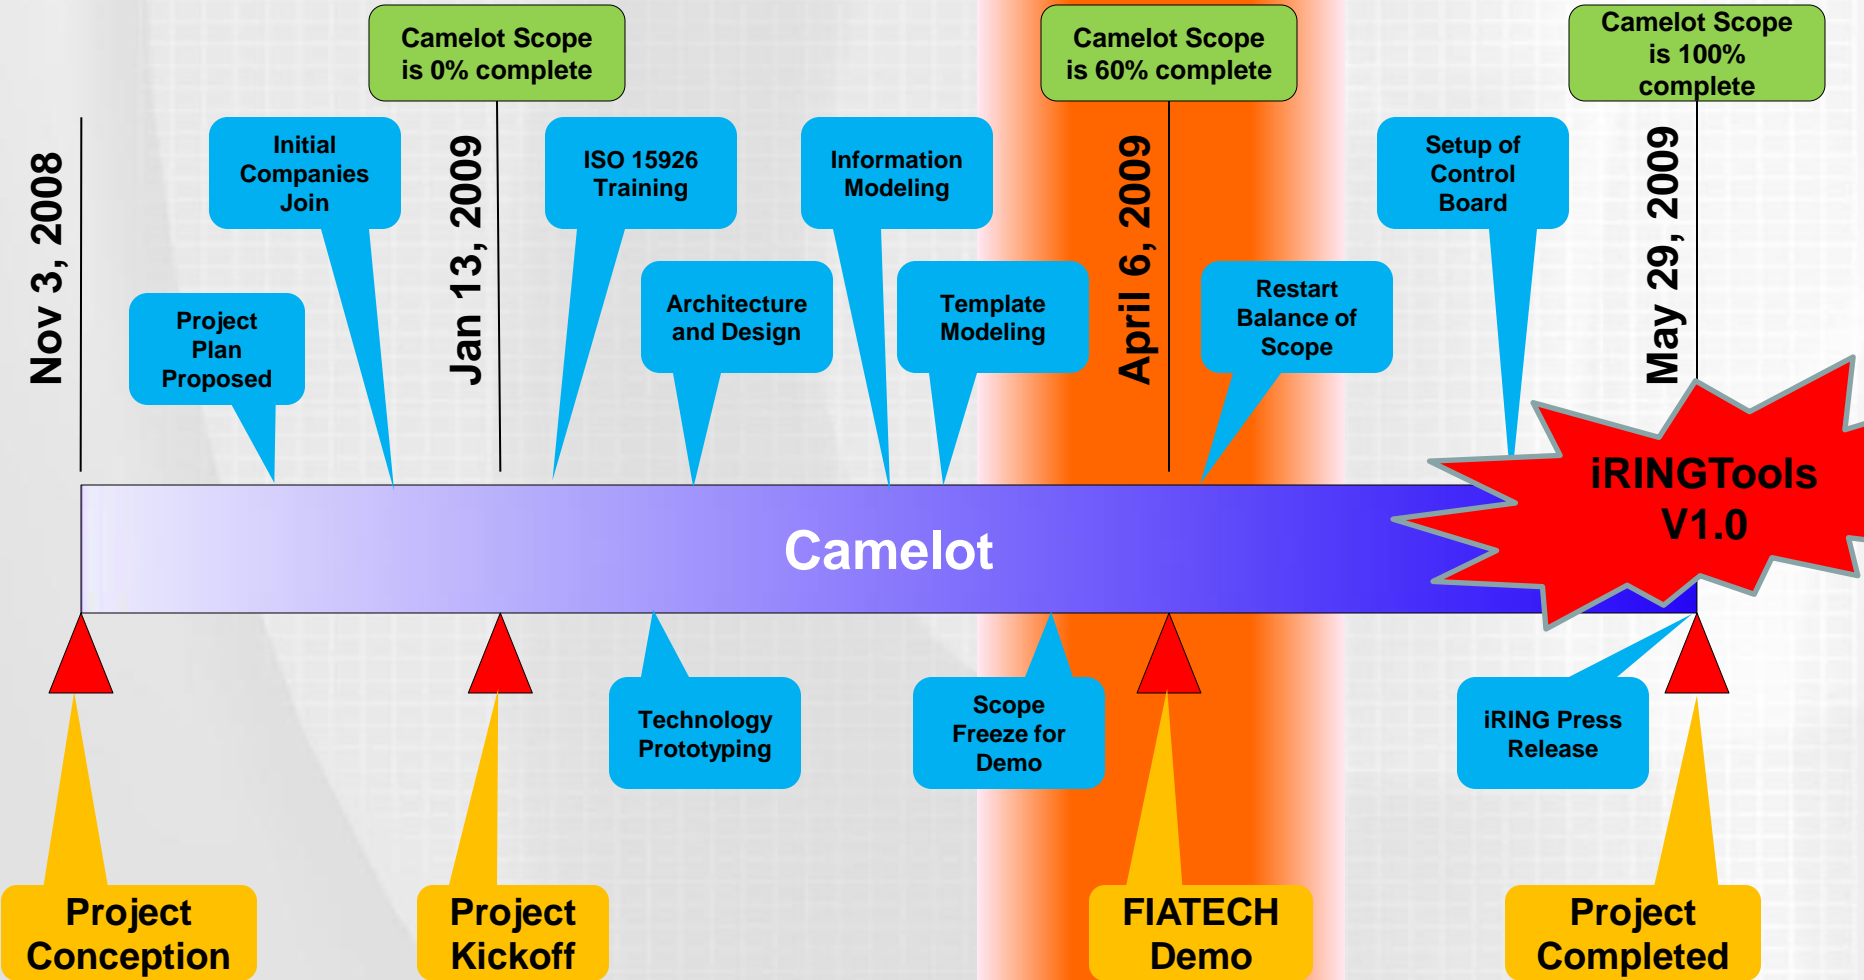 Camelot Scope
is 0% complete
Camelot Scope
is 60% complete
Camelot Scope
is 100%
complete
Nov 3, 2008
Initial
Companies
Join
Jan 13, 2009
ISO 15926
Training
Information
Modeling
April 6, 2009
Setup of
Control
Board
May 29, 2009
Project
Plan
Proposed
Architecture
and Design
Template
Modeling
Restart
Balance of
Scope
iRINGTools
V1.0
Camelot
Technology
Prototyping
Scope
Freeze for
Demo
iRING Press
Release
Project
Conception
Project
Kickoff
FIATECH
Demo
Project
Completed